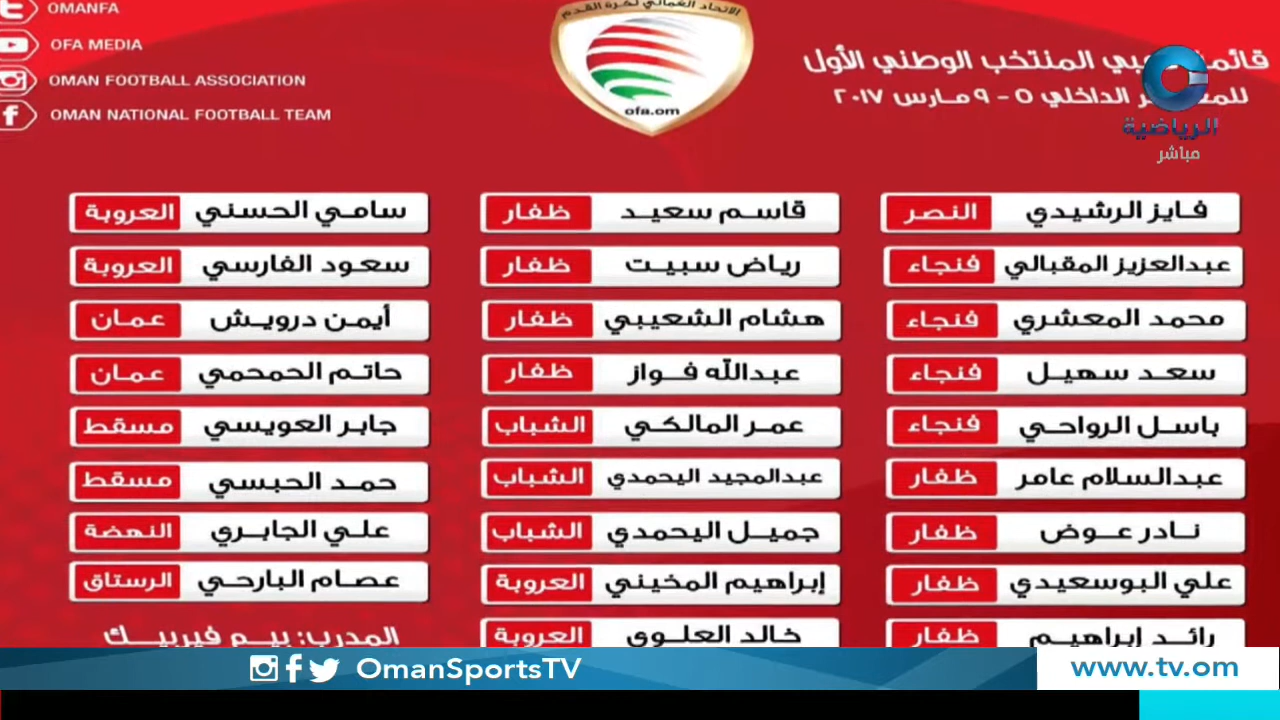 OMANFA
OFA MEDIA
OMAN FOOTBALL ASSOCIATION
OMAN NATIONAL FOOTBALL TEAM
الاتحاد العماني لكرة القدم
ofa.om
المنتخب الوطني الأول
الداخلي ٥ - ٩ مارس ٢٠١٧
الرياضية
مباشر
فايز الرشيدي النصر
عبدالعزيز المقبالي فنجاء
محمد المعشري فنجاء
سعد سهيل فنجاء
باسل الرواحي فنجاء
عبدالسلام عامر ظفار
نادر عوض ظفار
علي البوسعيدي ظفار
رائد إبراهيم ظفار
قاسم سعيد ظفار
رياض سبيت ظفار
هشام الشعيبي ظفار
عبدالله فواز ظفار
عمر المالكي الشباب
عبدالمجيد اليحمدي الشباب
جميل اليحمدي الشباب
إبراهيم المخيني العروبة
خالد العلوي العروبة
سامي الحسني العروبة
سعود الفارسي العروبة
أيمن درويش عمان
حاتم الحمحمي عمان
جابر العويسي مسقط
حمد الحبسي مسقط
علي الجابري النهضة
عصام البارحي الرستاق
المدرب: بيم فيربيك
OmanSportsTV
www.tv.om